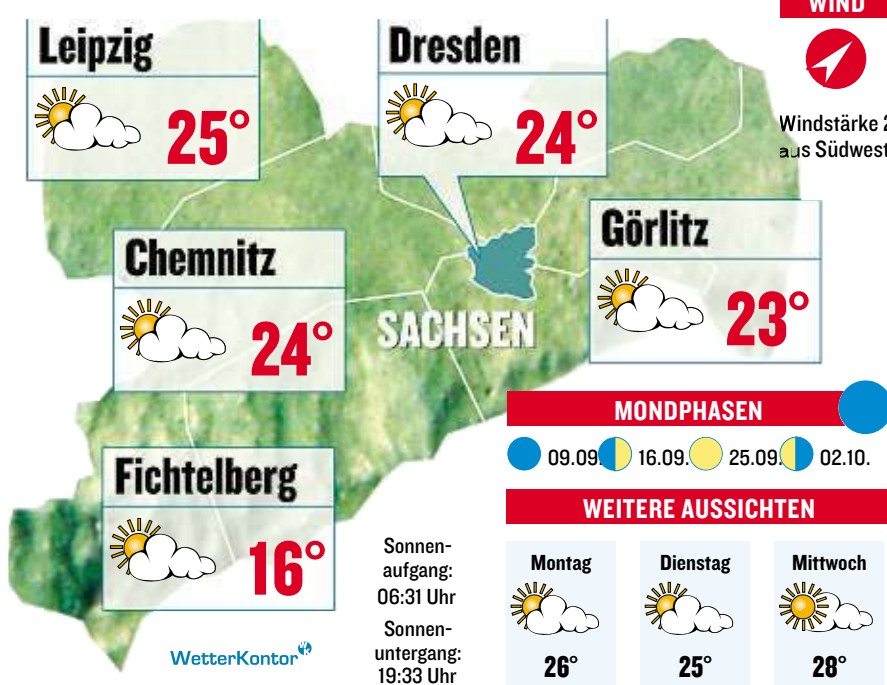 Leipzig
25°
Dresden
24°
WIND
Windstärke 2
aus Südwest
Chemnitz
24°
Görlitz
23°
SACHSEN
Fichtelberg
16°
MONDPHASEN
09.09. 16.09. 25.09. 02.10.
WEITERE AUSSICHTEN
Montag
26°
Dienstag
25°
Mittwoch
28°
Sonnen-
aufgang:
06:31 Uhr
Sonnen-
untergang:
19:33 Uhr
WetterKontor